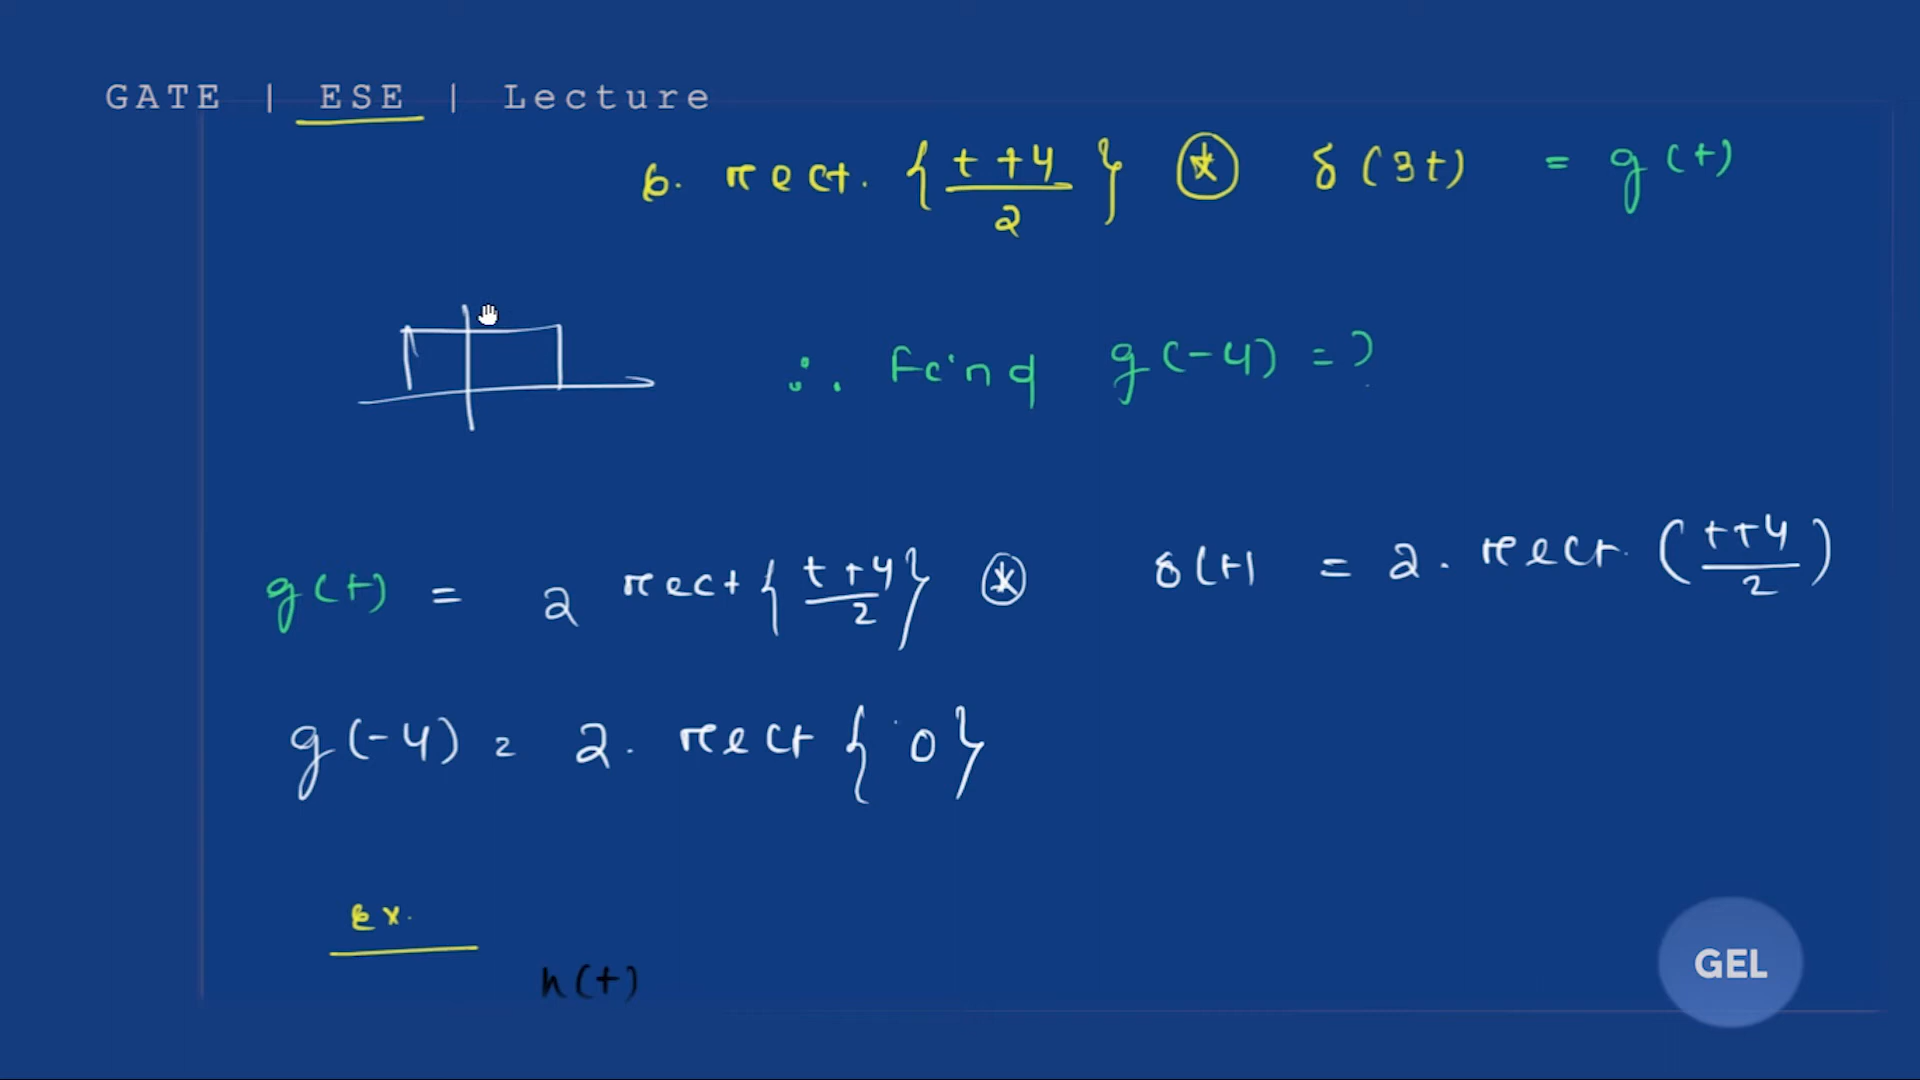 GATE | ESE | Lecture
6. rect. {(t+4)/2} ⊛ δ(3t) = g(t)
∴ Find g(-4) = ?
g(t) = 2 rect{(t+4)/2} ⊛ δ(t) = 2. rect. ((t+4)/2)
g(-4) = 2. rect {0}
Ex.
h(t)
GEL